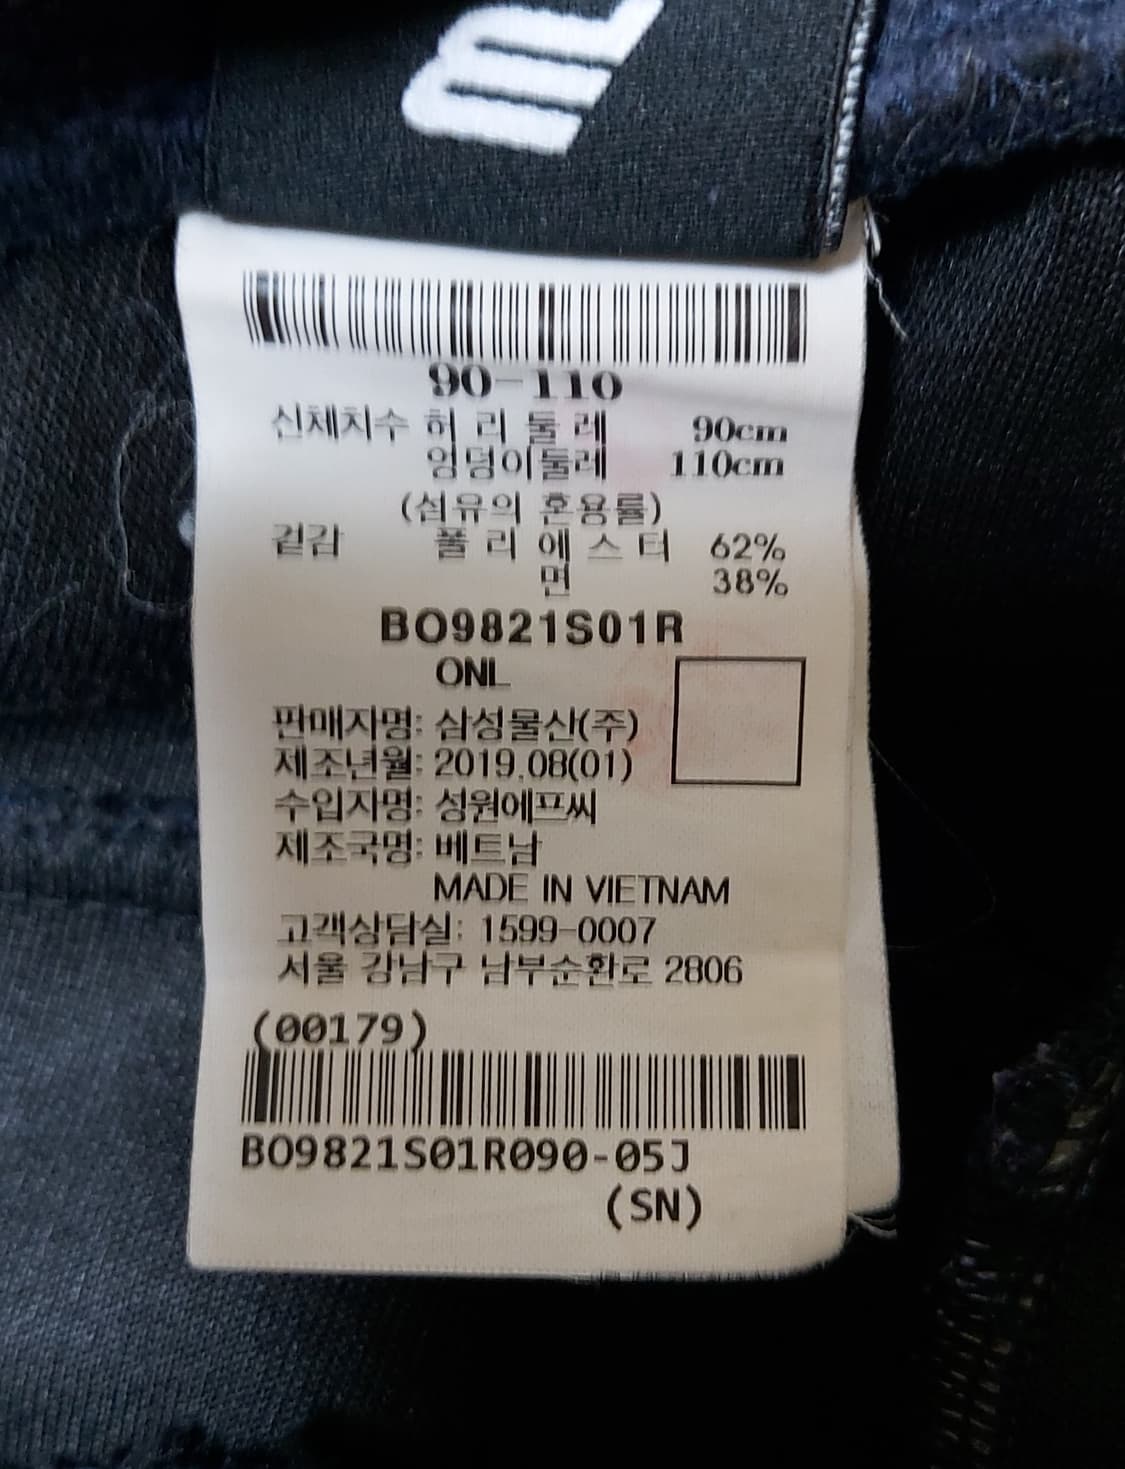 90-110
신체치수 허 리 둘 레 90cm
엉덩이둘레 110cm
(섬유의 혼용률)
겉감 폴 리 에 스 터 62%
면 38%
BO9821S01R
ONL
판매자명: 삼성물산(주)
제조년월: 2019.08(01)
수입자명: 성원에프씨
제조국명: 베트남
MADE IN VIETNAM
고객상담실: 1599-0007
서울 강남구 남부순환로 2806
(00179)
BO9821S01R090-05J
(SN)